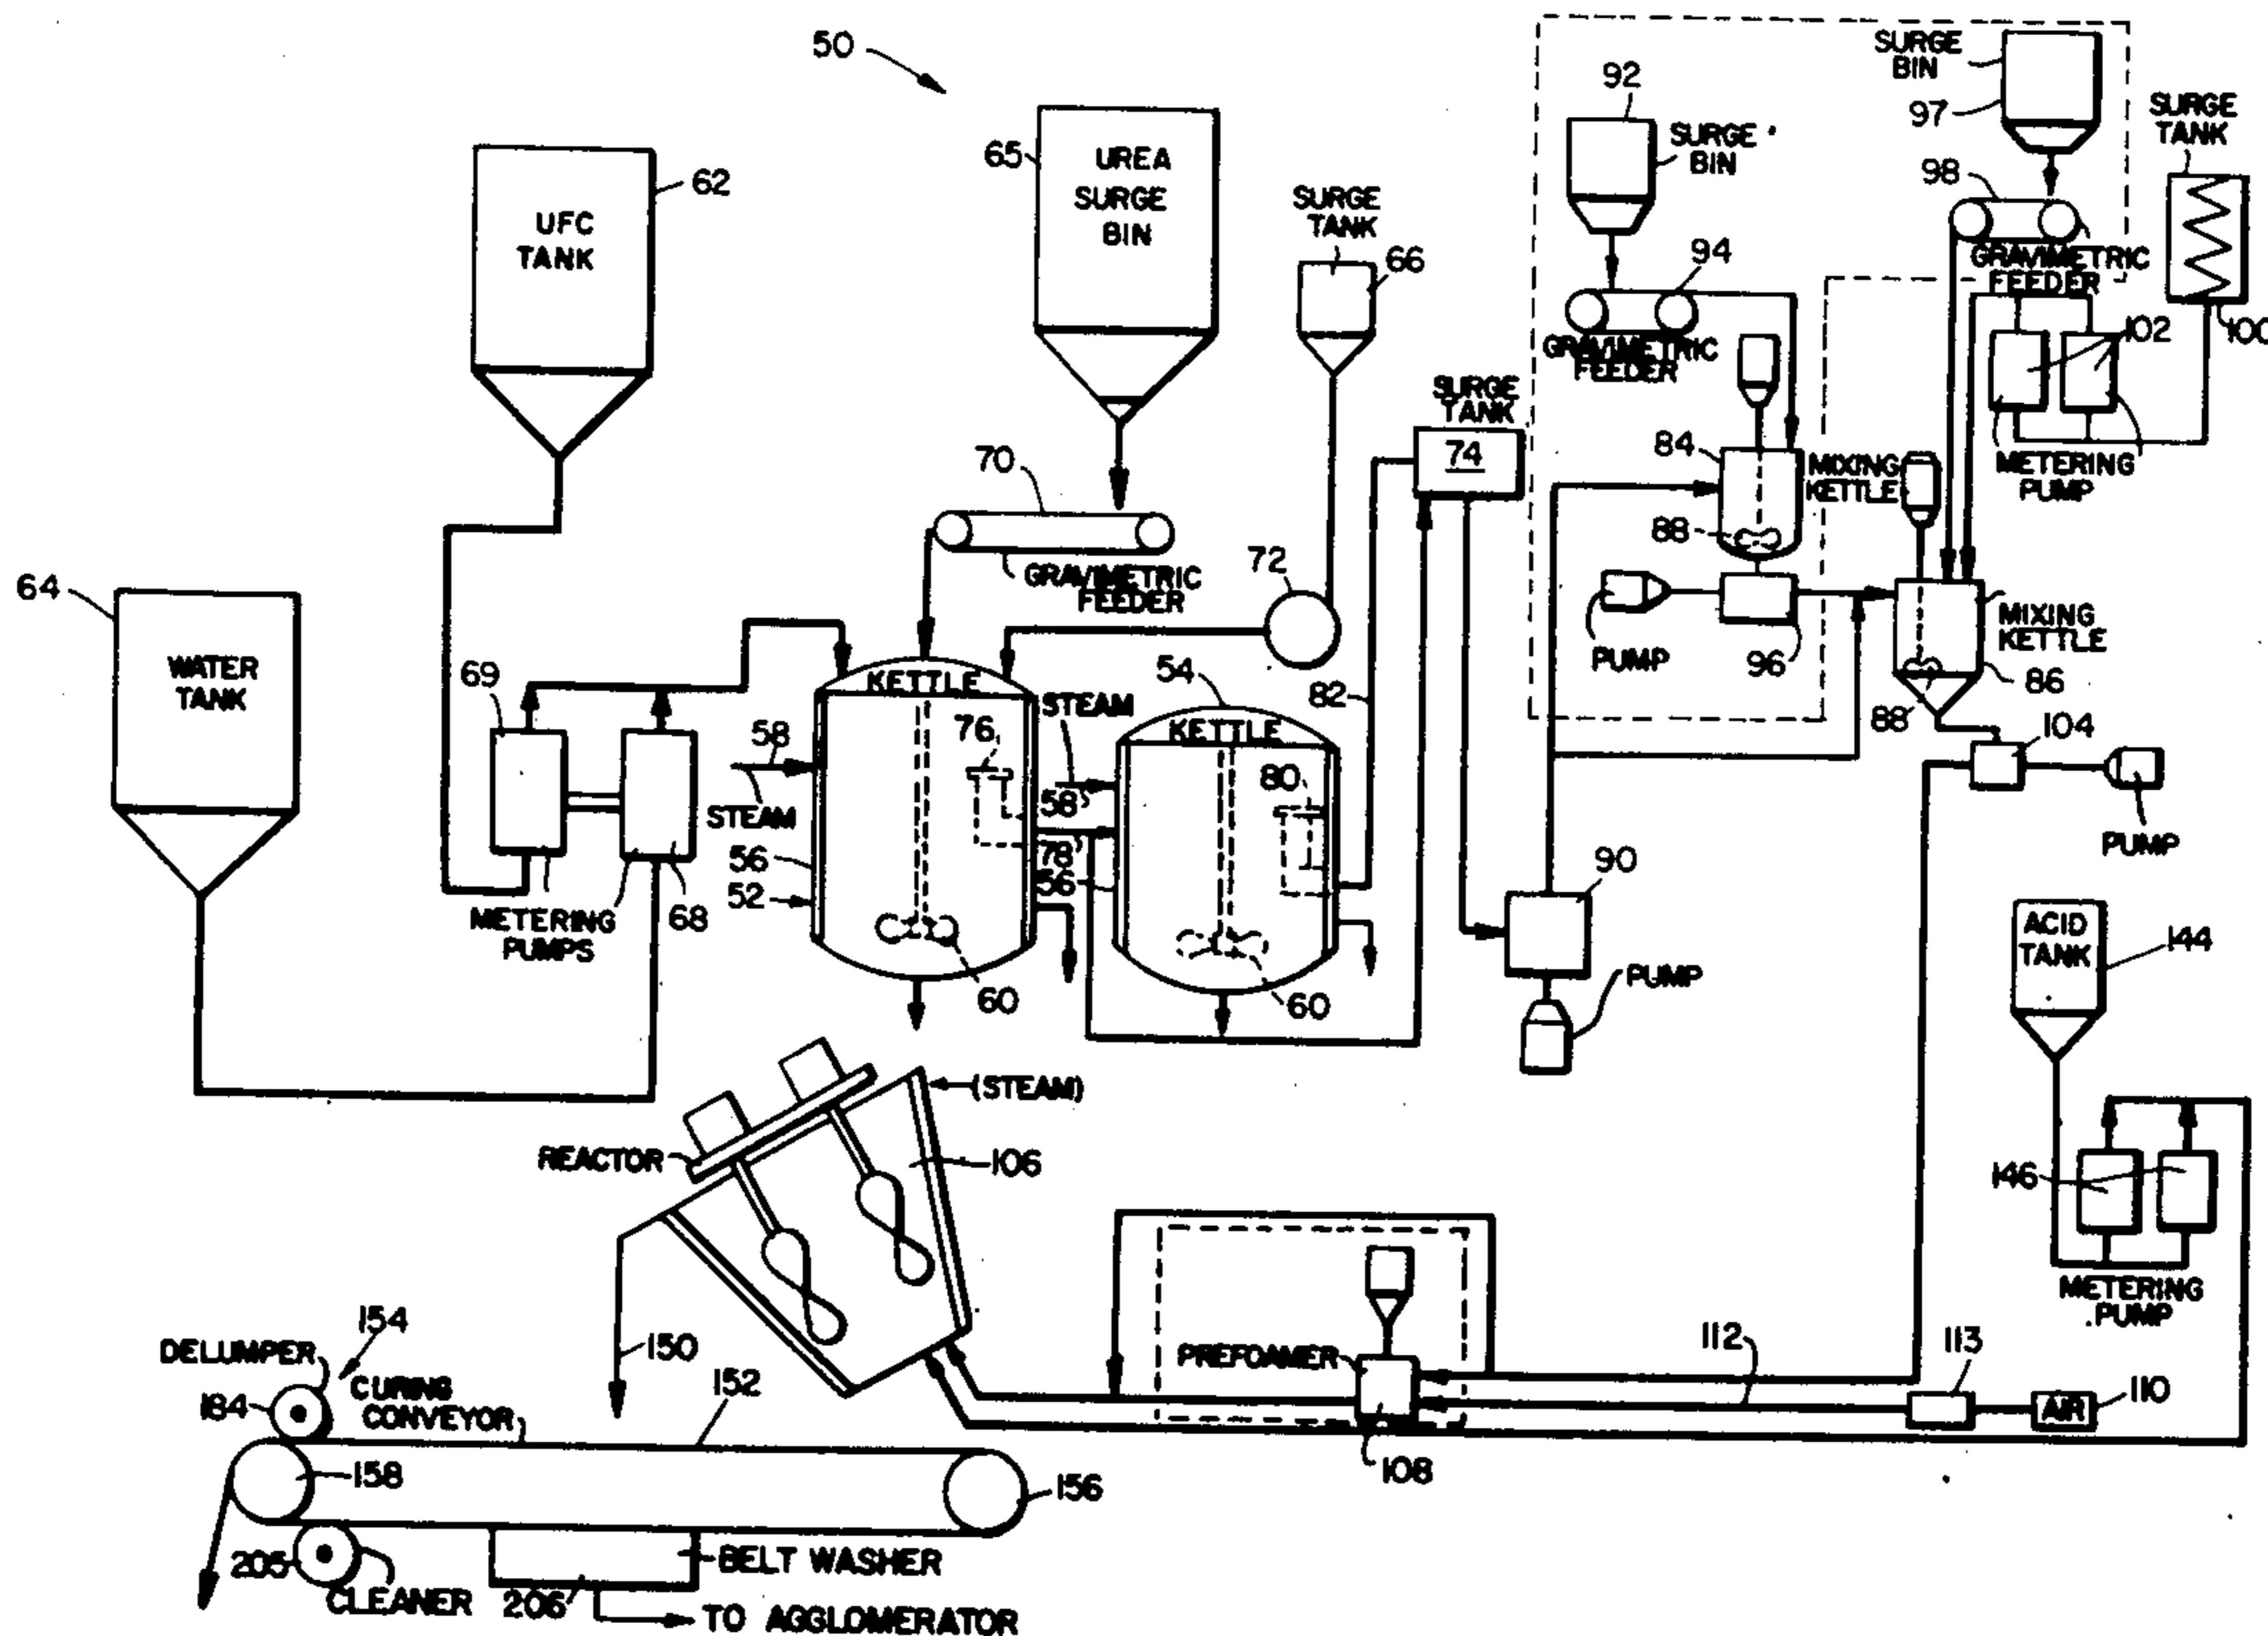 50
SURGE
BIN
97
SURGE
TANK
92
SURGE
BIN
65
UREA
SURGE
BIN
62
UFC
TANK
SURGE
TANK
66
98
GRAVIMETRIC
FEEDER
94
GRAVIMETRIC
FEEDER
102
100
SURGE
TANK
74
METERING
PUMP
70
GRAVIMETRIC
FEEDER
84
MIXING
KETTLE
88
72
64
WATER
TANK
PUMP
96
MIXING
KETTLE
86
88
104
PUMP
69
KETTLE
54
KETTLE
STEAM
82
76
58
STEAM
58'
80
78
56
52
56
METERING
PUMPS
68
60
60
90
PUMP
ACID
TANK
144
(STEAM)
REACTOR
106
146
METERING
PUMP
150
PREFOAMER
112
113
AIR
110
108
DELUMPER
154
184
CURING
CONVEYOR
152
158
156
205
CLEANER
206
BELT WASHER
TO AGGLOMERATOR